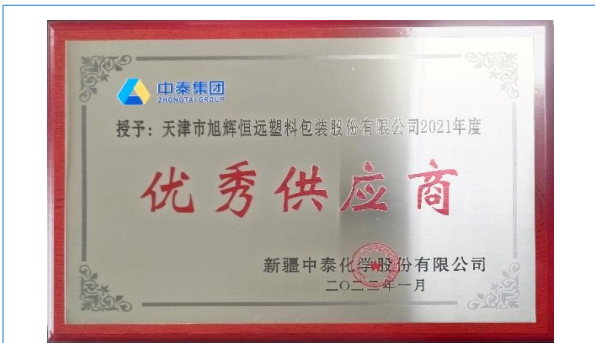 中泰集团
ZHONGTAI GROUP
授予：天津市旭辉恒远塑料包装股份有限公司2021年度
优秀供应商
新疆中泰化学股份有限公司
二〇二二年一月